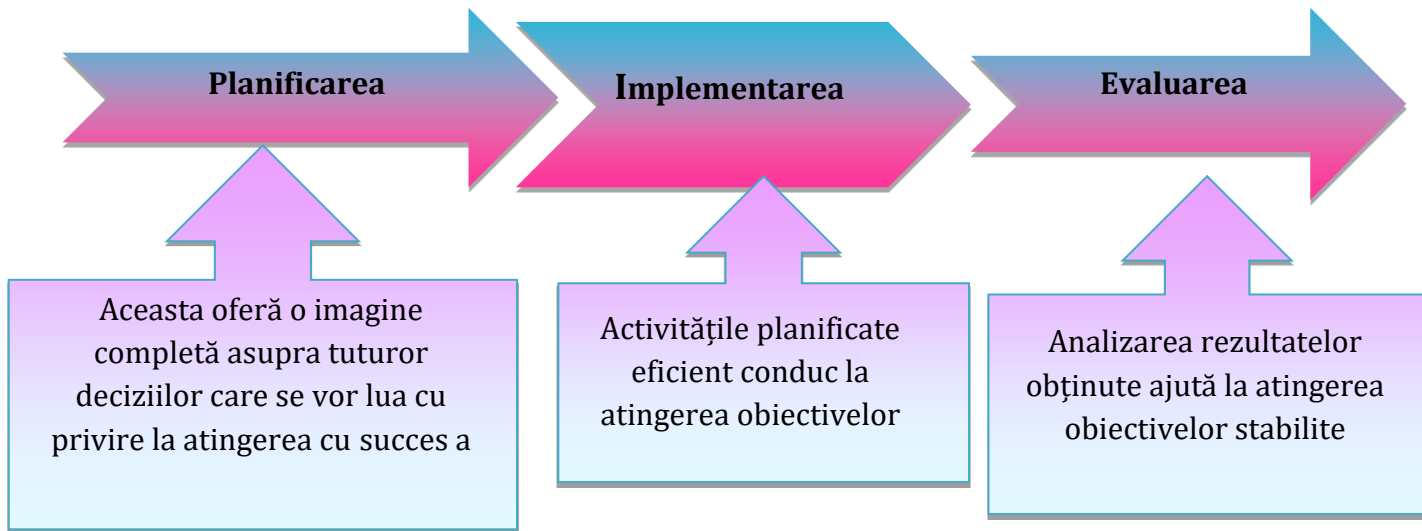 Planificarea
Implementarea
Evaluarea
Aceasta oferă o imagine
completă asupra tuturor
deciziilor care se vor lua cu
privire la atingerea cu succes a
Activitățile planificate
eficient conduc la
atingerea obiectivelor
Analizarea rezultatelor
obținute ajută la atingerea
obiectivelor stabilite